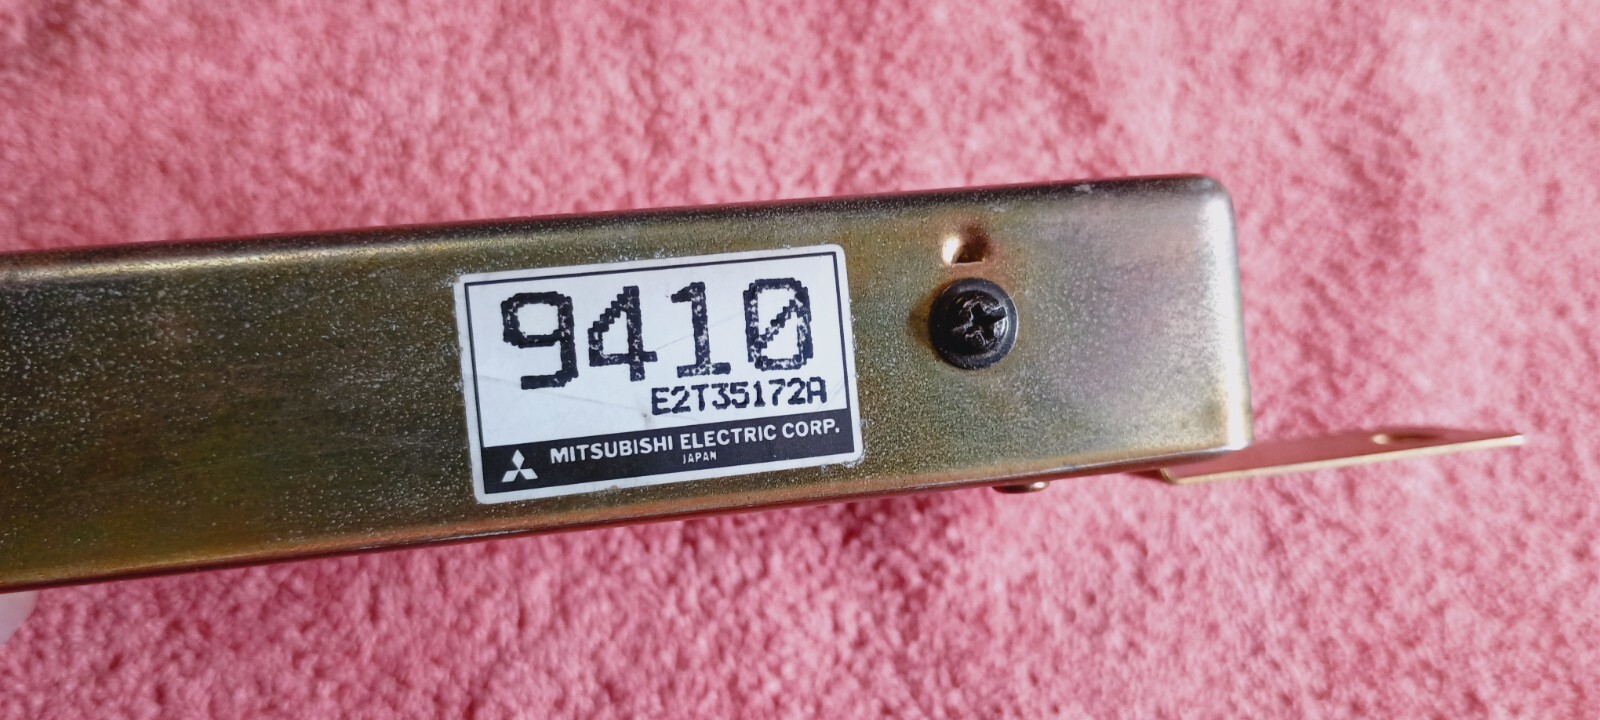 9410
E2T35172A
MITSUBISHI ELECTRIC CORP.
JAPAN